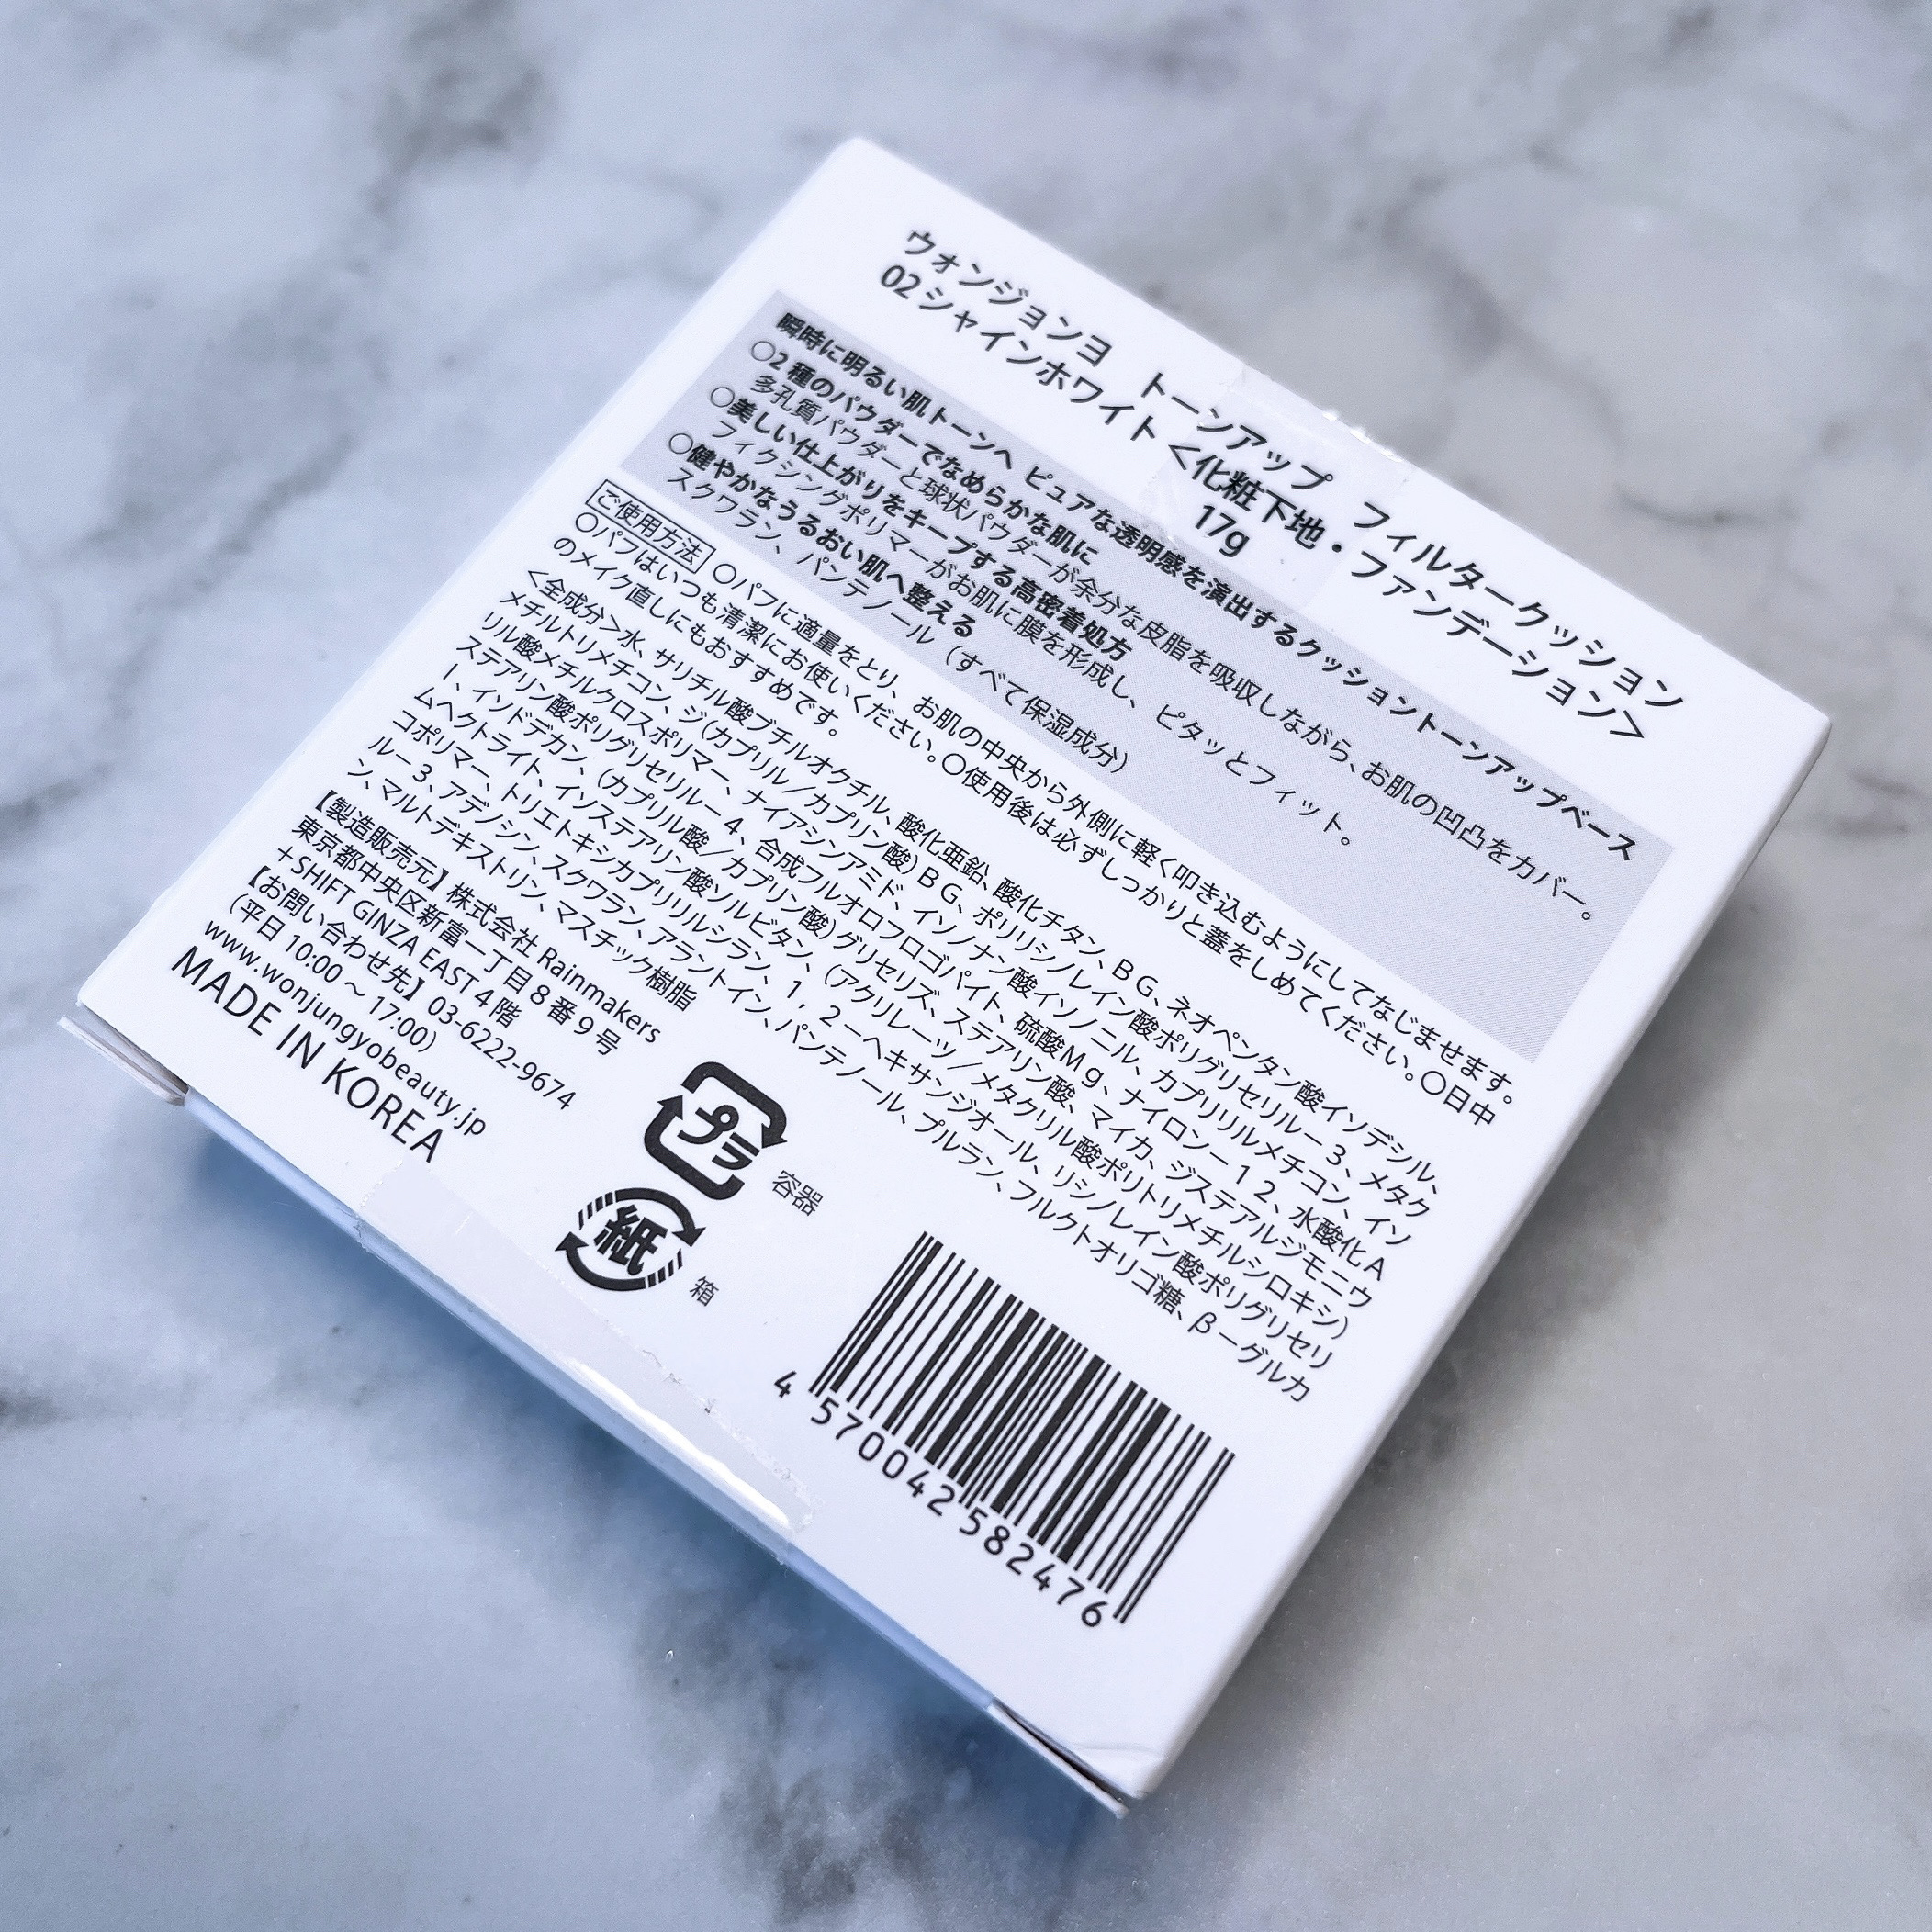 ウォンジョンヨ　トーンアップ　フィルタークッション
02 シャインホワイト＜化粧下地・ファンデーション＞
17g
瞬時に明るい肌トーンへ ピュアな透明感を演出するクッショントーンアップベース
○2 種のパウダーでなめらかな肌に
多孔質パウダーと球状パウダーが余分な皮脂を吸収しながら、お肌の凹凸をカバー。
○美しい仕上がりをキープする高密着処方
フィクシングポリマーがお肌に膜を形成し、ピタッとフィット。
○健やかなうるおい肌へ整える
スクワラン、パンテノール（すべて保湿成分）
ご使用方法 ○パフに適量をとり、お肌の中央から外側に軽く叩き込むようにしてなじませます。
○パフはいつも清潔にお使いください。○使用後は必ずしっかりと蓋をしめてください。○日中
のメイク直しにもおすすめです。
＜全成分＞水、サリチル酸ブチルオクチル、酸化亜鉛、酸化チタン、ＢＧ、ネオペンタン酸イソデシル、
メチルトリメチコン、ジ（カプリル／カプリン酸）ＢＧ、ポリリシノレイン酸ポリグリセリルー３、メタク
リル酸メチルクロスポリマー、ナイアシンアミド、イソノナン酸イソノニル、カプリリルメチコン、イソ
ステアリン酸ポリグリセリルー４、合成フルオロフロゴパイト、硫酸Ｍｇ、ナイロンー１２、水酸化Ａ
ｌ、イソドデカン、（カプリル酸／カプリン酸）グリセリズ、ステアリン酸、マイカ、ジステアルジモニウ
ムヘクトライト、イソステアリン酸ソルビタン、（アクリレーツ／メタクリル酸ポリトリメチルシロキシ）
コポリマー、トリエトキシカプリリルシラン、１，２ーヘキサンジオール、リシノレイン酸ポリグリセリ
ルー３、アデノシン、スクワラン、アラントイン、パンテノール、プルラン、フルクトオリゴ糖、βーグルカ
ン、マルトデキストリン、マスチック樹脂
【製造販売元】株式会社 Rainmakers
東京都中央区新富一丁目８番９号
＋SHIFT GINZA EAST４階
【お問い合わせ先】03-6222-9674
（平日 10:00 ～ 17:00）
www.wonjungyobeauty.jp
MADE IN KOREA
プラ 容器
紙 箱
4 570042 582476